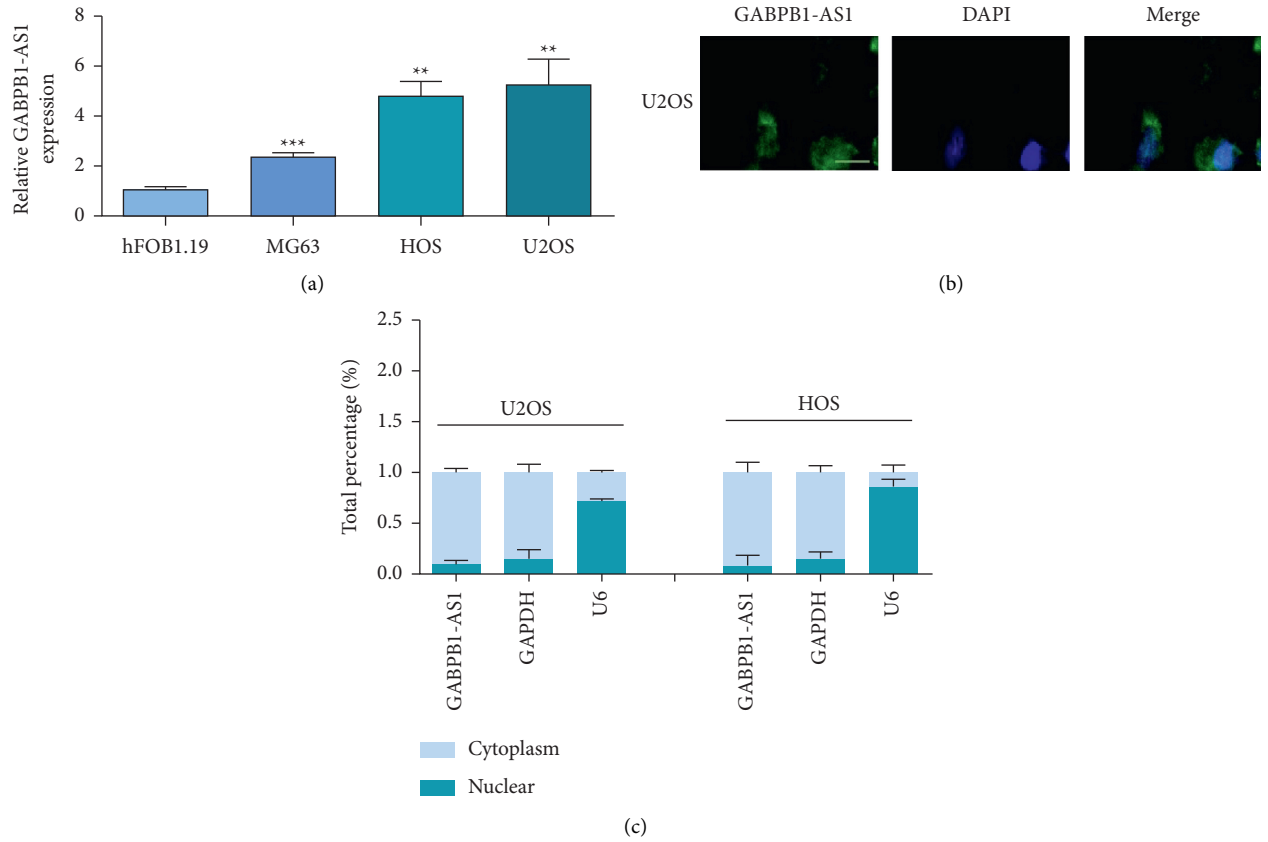 8
6
4
2
0
Relative GABPB1-AS1
expression
***
**
**
hFOB1.19
MG63
HOS
U2OS
(a)
GABPB1-AS1
DAPI
Merge
U2OS
(b)
2.5
2.0
1.5
1.0
0.5
0.0
Total percentage (%)
U2OS
HOS
GABPB1-AS1
GAPDH
U6
GABPB1-AS1
GAPDH
U6
Cytoplasm
Nuclear
(c)